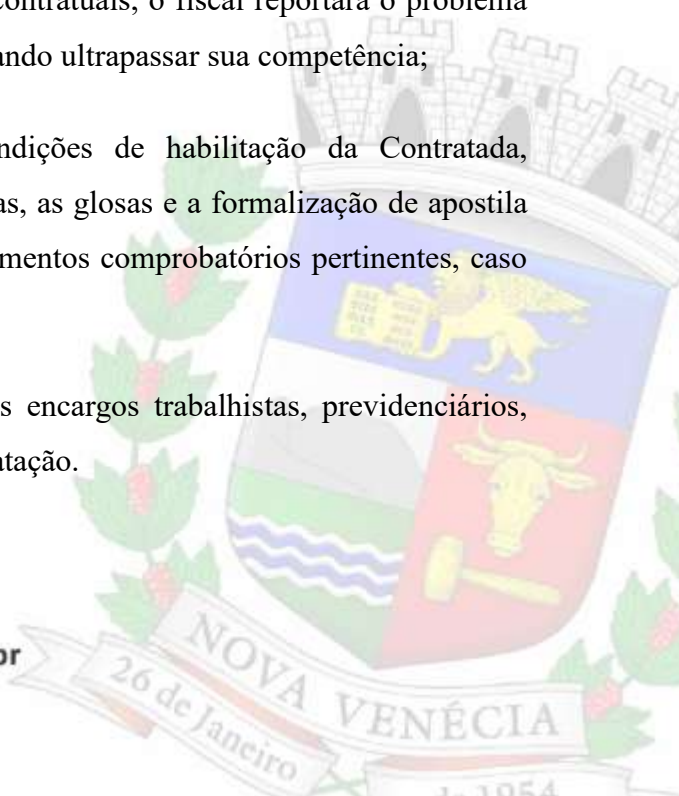 contratuais, o fiscal reportará o problema
ando ultrapassar sua competência;
ndições de habilitação da Contratada,
as, as glosas e a formalização de apostila
mentos comprobatórios pertinentes, caso
s encargos trabalhistas, previdenciários,
atação.
or
NOVA VENÉCIA
26 de Janeiro
de 1954